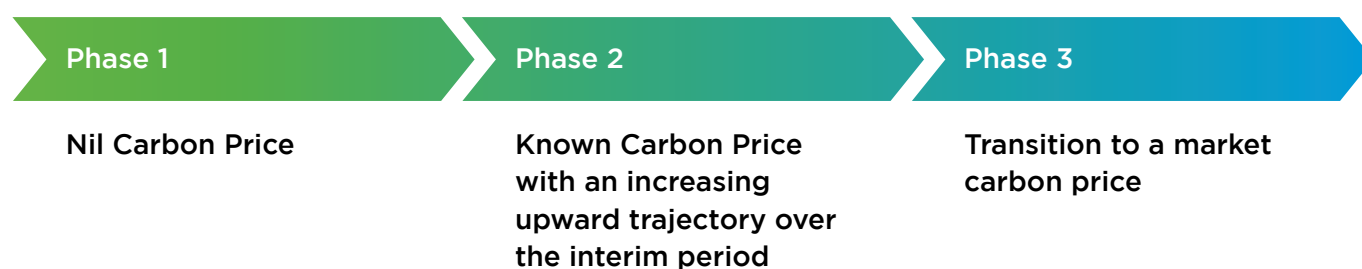 Phase 1
Nil Carbon Price
Phase 2
Known Carbon Price
with an increasing
upward trajectory over
the interim period
Phase 3
Transition to a market
carbon price